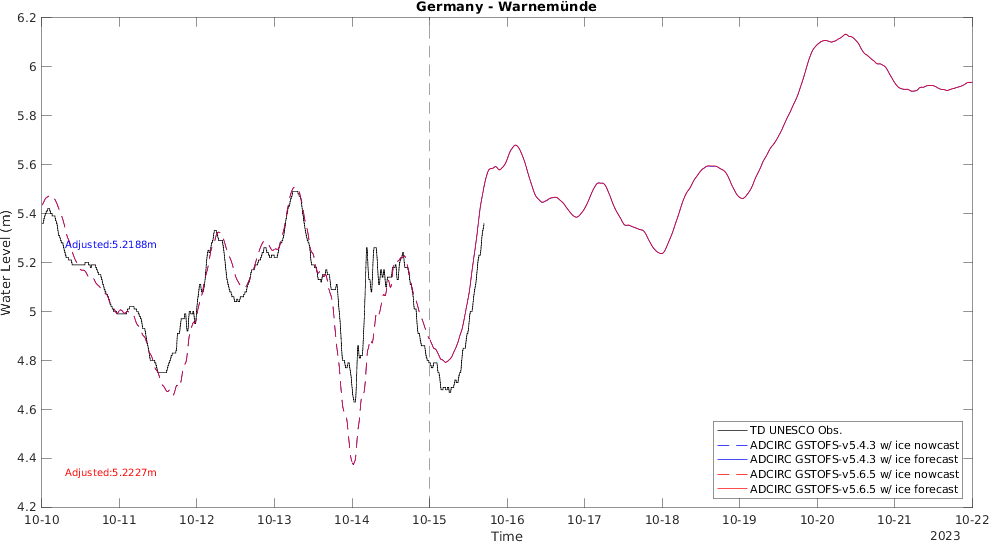 Germany - Warnemünde
Water Level (m)
6.2
6
5.8
5.6
5.4
5.2
5
4.8
4.6
4.4
4.2
Adjusted:5.2188m
Adjusted:5.2227m
TD UNESCO Obs.
ADCIRC GSTOFS-v5.4.3 w/ ice nowcast
ADCIRC GSTOFS-v5.4.3 w/ ice forecast
ADCIRC GSTOFS-v5.6.5 w/ ice nowcast
ADCIRC GSTOFS-v5.6.5 w/ ice forecast
10-10 10-11 10-12 10-13 10-14 10-15 10-16 10-17 10-18 10-19 10-20 10-21 10-22
Time
2023